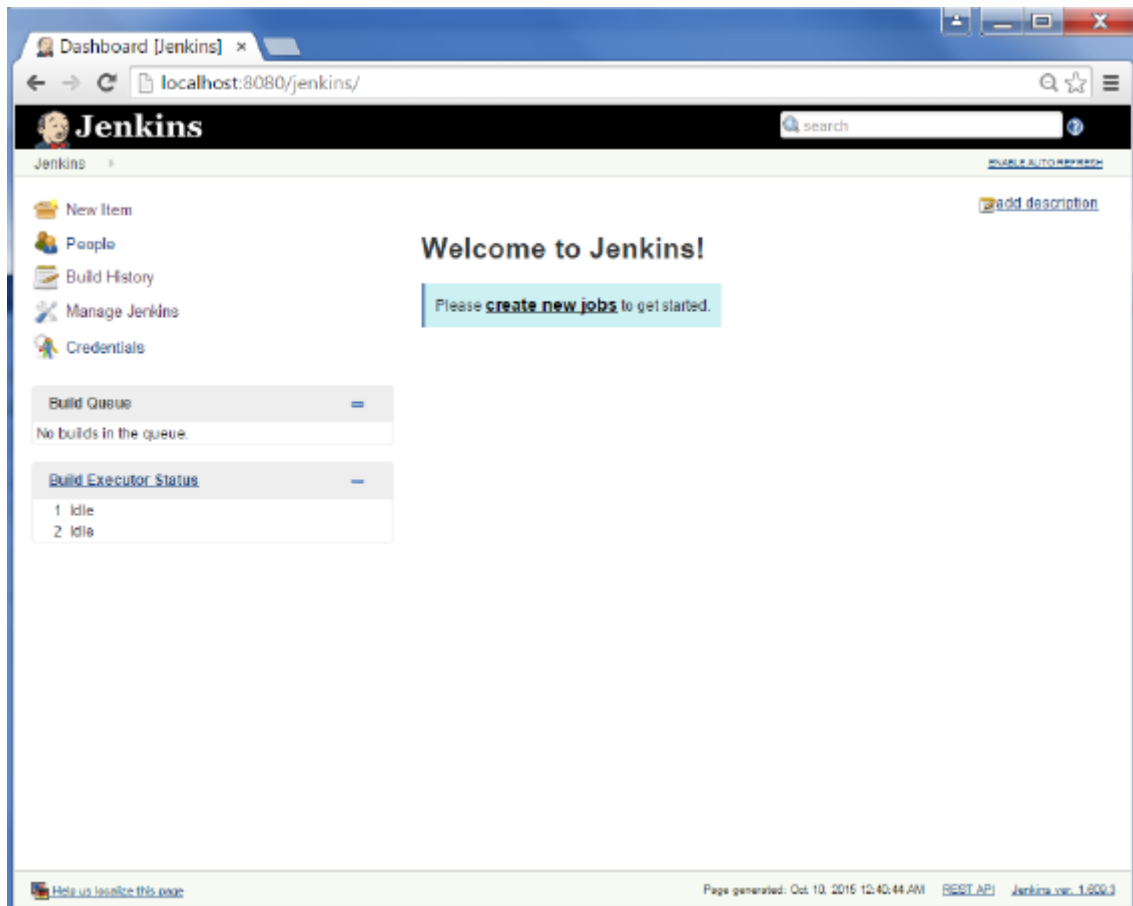 Dashboard [Jenkins]
localhost:8080/jenkins/
Jenkins
search
Jenkins
ENABLE AUTO REFRESH
add description
New Item
People
Build History
Manage Jenkins
Credentials
Welcome to Jenkins!
Please create new jobs to get started.
Build Queue
No builds in the queue.
Build Executor Status
1 Idle
2 Idle
Help us localize this page
Page generated: Oct 10, 2015 12:40:44 AM REST API Jenkins ver. 1.609.3